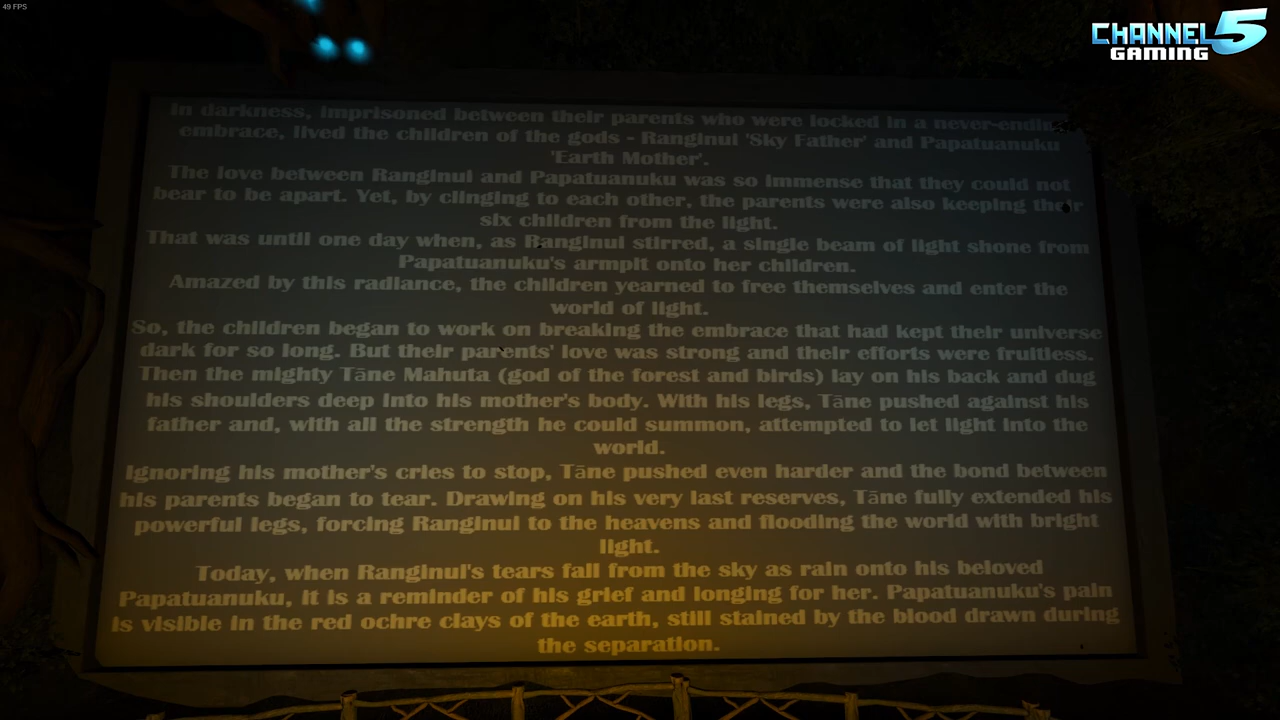 49 FPS
CHANNEL 5
GAMING
In darkness, imprisoned between their parents who were locked in a never-ending
embrace, lived the children of the gods - Ranginui 'Sky Father' and Papatuanuku
'Earth Mother'.
The love between Ranginui and Papatuanuku was so immense that they could not
bear to be apart. Yet, by clinging to each other, the parents were also keeping their
six children from the light.
That was until one day when, as Ranginui stirred, a single beam of light shone from
Papatuanuku's armpit onto her children.
Amazed by this radiance, the children yearned to free themselves and enter the
world of light.
So, the children began to work on breaking the embrace that had kept their universe
dark for so long. But their parents' love was strong and their efforts were fruitless.
Then the mighty Tāne Mahuta (god of the forest and birds) lay on his back and dug
his shoulders deep into his mother's body. With his legs, Tāne pushed against his
father and, with all the strength he could summon, attempted to let light into the
world.
Ignoring his mother's cries to stop, Tāne pushed even harder and the bond between
his parents began to tear. Drawing on his very last reserves, Tāne fully extended his
powerful legs, forcing Ranginui to the heavens and flooding the world with bright
light.
Today, when Ranginui's tears fall from the sky as rain onto his beloved
Papatuanuku, it is a reminder of his grief and longing for her. Papatuanuku's pain
is visible in the red ochre clays of the earth, still stained by the blood drawn during
the separation.